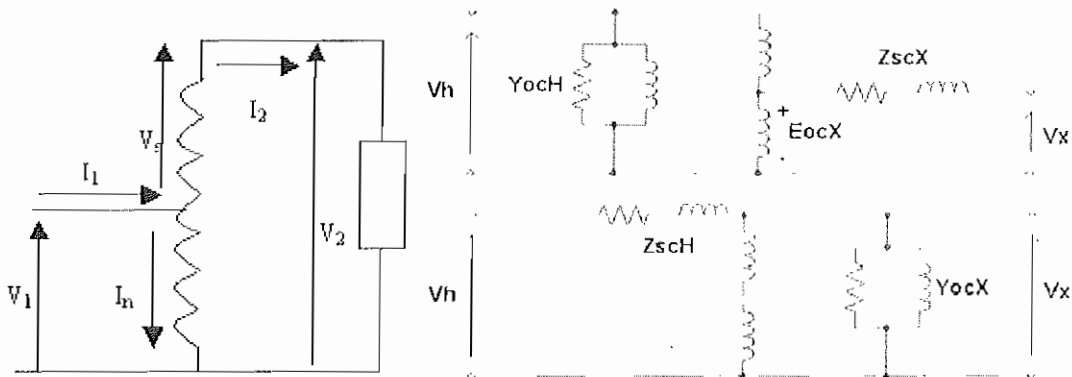 I1
V1
Vs
In
I2
V2
Vh
YocH
EocX
+
ZscX
Vx
Vh
ZscH
YocX
Vx